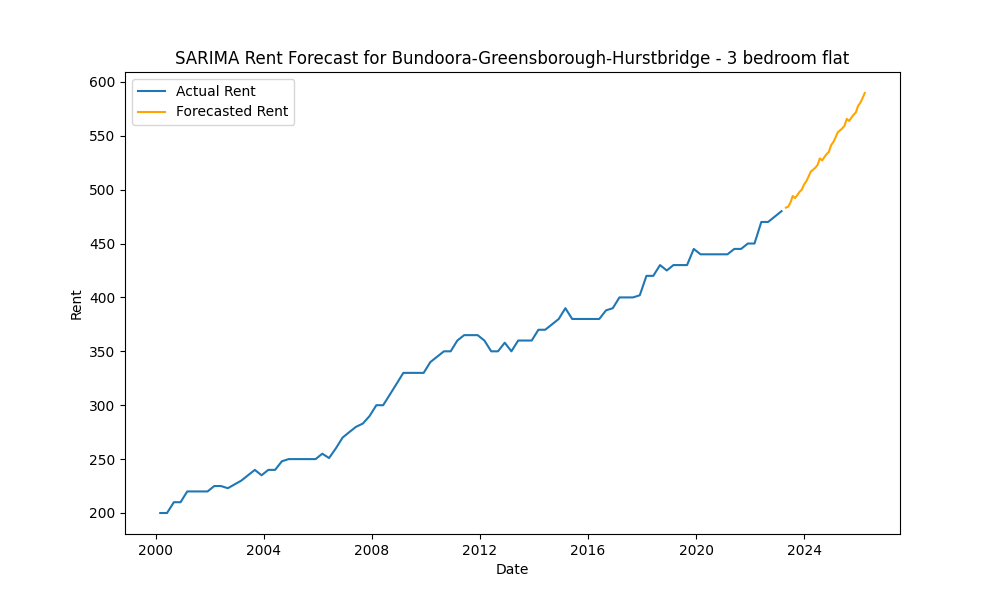 SARIMA Rent Forecast for Bundoora-Greensborough-Hurstbridge - 3 bedroom flat
Actual Rent
Forecasted Rent
600
550
500
450
400
350
300
250
200
Rent
2000 2004 2008 2012 2016 2020 2024
Date